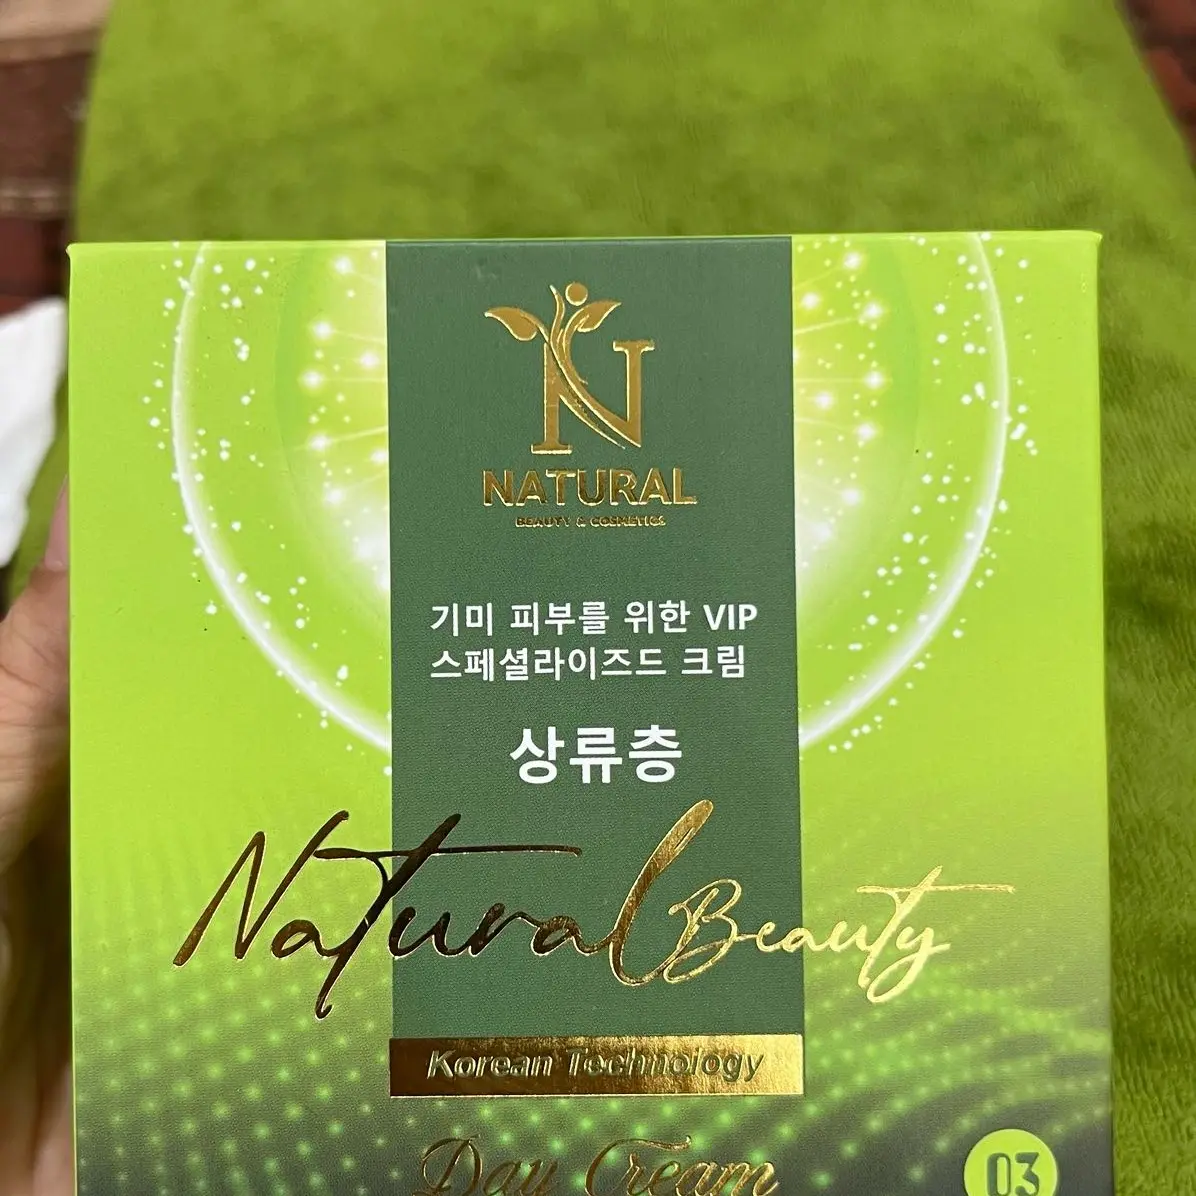 NATURAL
BEAUTY & COSMETICS
기미 피부를 위한 VIP
스페셜라이즈드 크림
상류층
Natural Beauty
Korean Technology
Day Cream
03